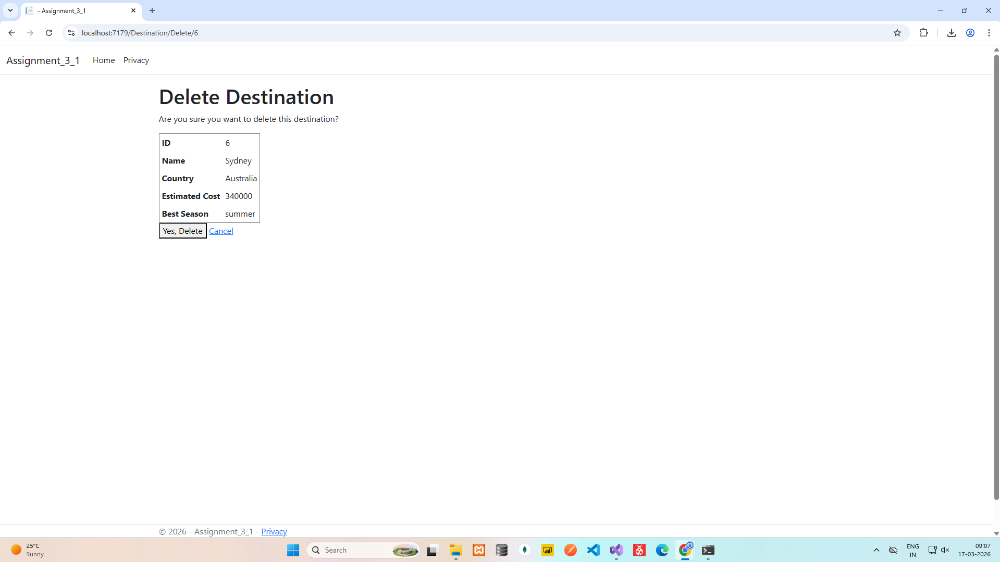 - Assignment_3_1
localhost:7179/Destination/Delete/6
Assignment_3_1 Home Privacy
Delete Destination
Are you sure you want to delete this destination?
ID 6
Name Sydney
Country Australia
Estimated Cost 340000
Best Season summer
Yes, Delete Cancel
© 2026 - Assignment_3_1 - Privacy
25°C
Sunny
Search
ENG
IN
09:07
17-03-2026